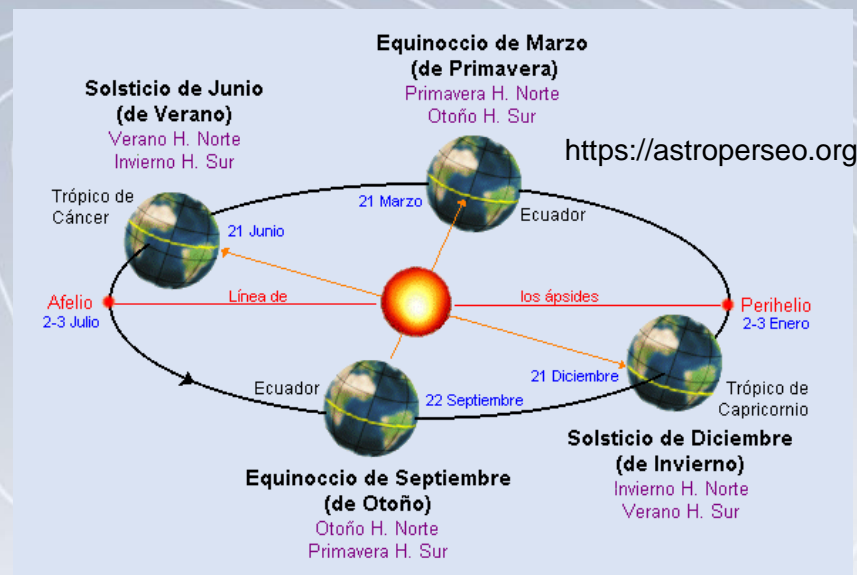 Equinoccio de Marzo
(de Primavera)
Primavera H. Norte
Otoño H. Sur
Solsticio de Junio
(de Verano)
Verano H. Norte
Invierno H. Sur
https://astroperseo.org
Trópico de
Cáncer
21 Marzo
Ecuador
21 Junio
Afelio
2-3 Julio
Línea de
los ápsides
Perihelio
2-3 Enero
Ecuador
22 Septiembre
21 Diciembre
Trópico de
Capricornio
Equinoccio de Septiembre
(de Otoño)
Otoño H. Norte
Primavera H. Sur
Solsticio de Diciembre
(de Invierno)
Invierno H. Norte
Verano H. Sur